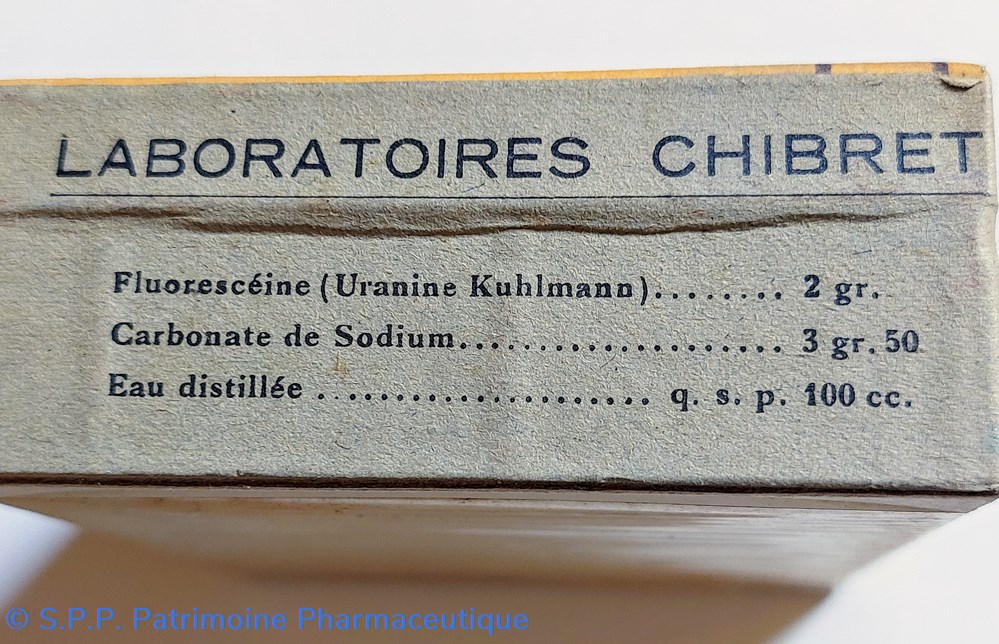 LABORATOIRES CHIBRET
Fluorescéine (Uranine Kuhlmann)........ 2 gr.
Carbonate de Sodium.................... 3 gr. 50
Eau distillée ..................... q. s. p. 100 cc.
© S.P.P. Patrimoine Pharmaceutique